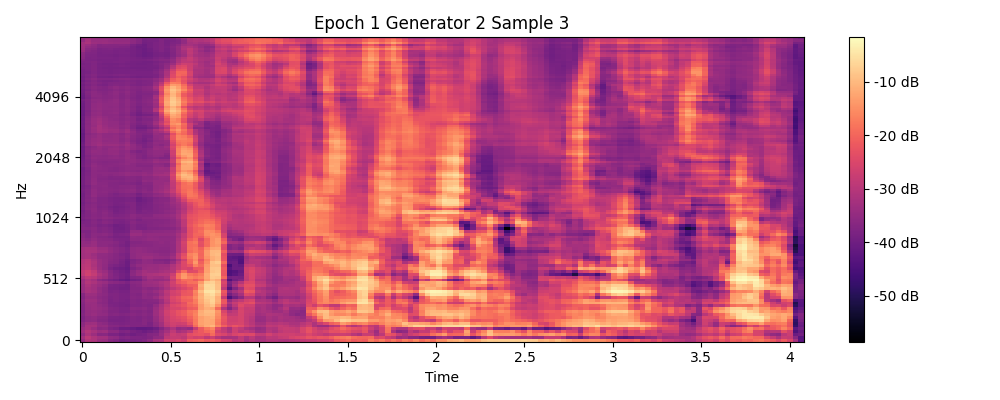 Epoch 1 Generator 2 Sample 3
Hz
4096
2048
1024
512
0
0 0.5 1 1.5 2 2.5 3 3.5 4
Time
-10 dB
-20 dB
-30 dB
-40 dB
-50 dB